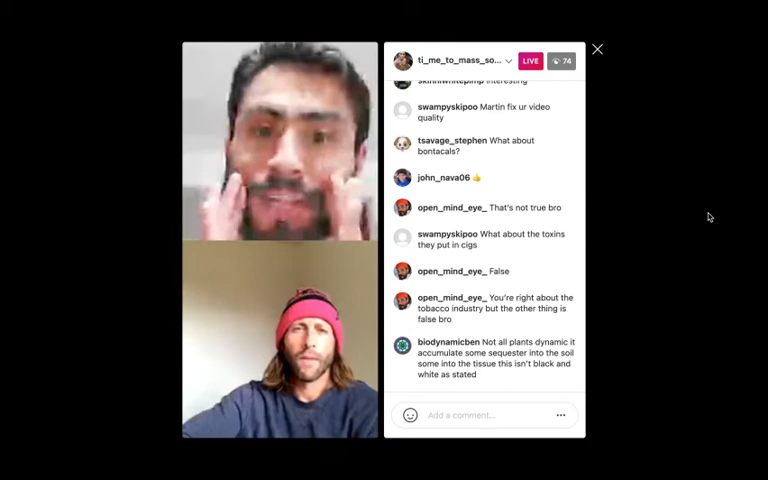 ti_me_to_mass_so...
LIVE
74
skinniwhitepimp Interesting
swampyskipoo Martin fix ur video
quality
tsavage_stephen What about
bontacals?
john_nava06 👍
open_mind_eye_ That's not true bro
swampyskipoo What about the toxins
they put in cigs
open_mind_eye_ False
open_mind_eye_ You're right about the
tobacco industry but the other thing is
false bro
biodynamicben Not all plants dynamic it
accumulate some sequester into the soil
some into the tissue this isn't black and
white as stated
Add a comment...